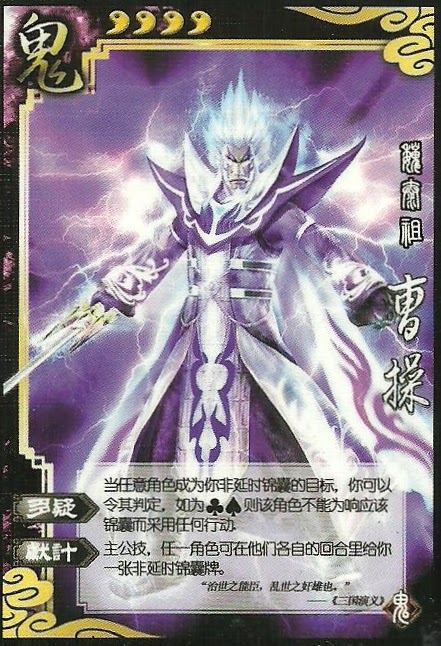 鬼
魏太祖
曹操
多疑
当任意角色成为你非延时锦囊的目标，你可以
令其判定，如为♣♠则该角色不能为响应该
锦囊而采用任何行动.
獻計
主公技，任一角色可在他们各自的回合里给你
一张非延时锦囊牌。
“治世之能臣，乱世之奸雄也。”
——《三国演义》
鬼